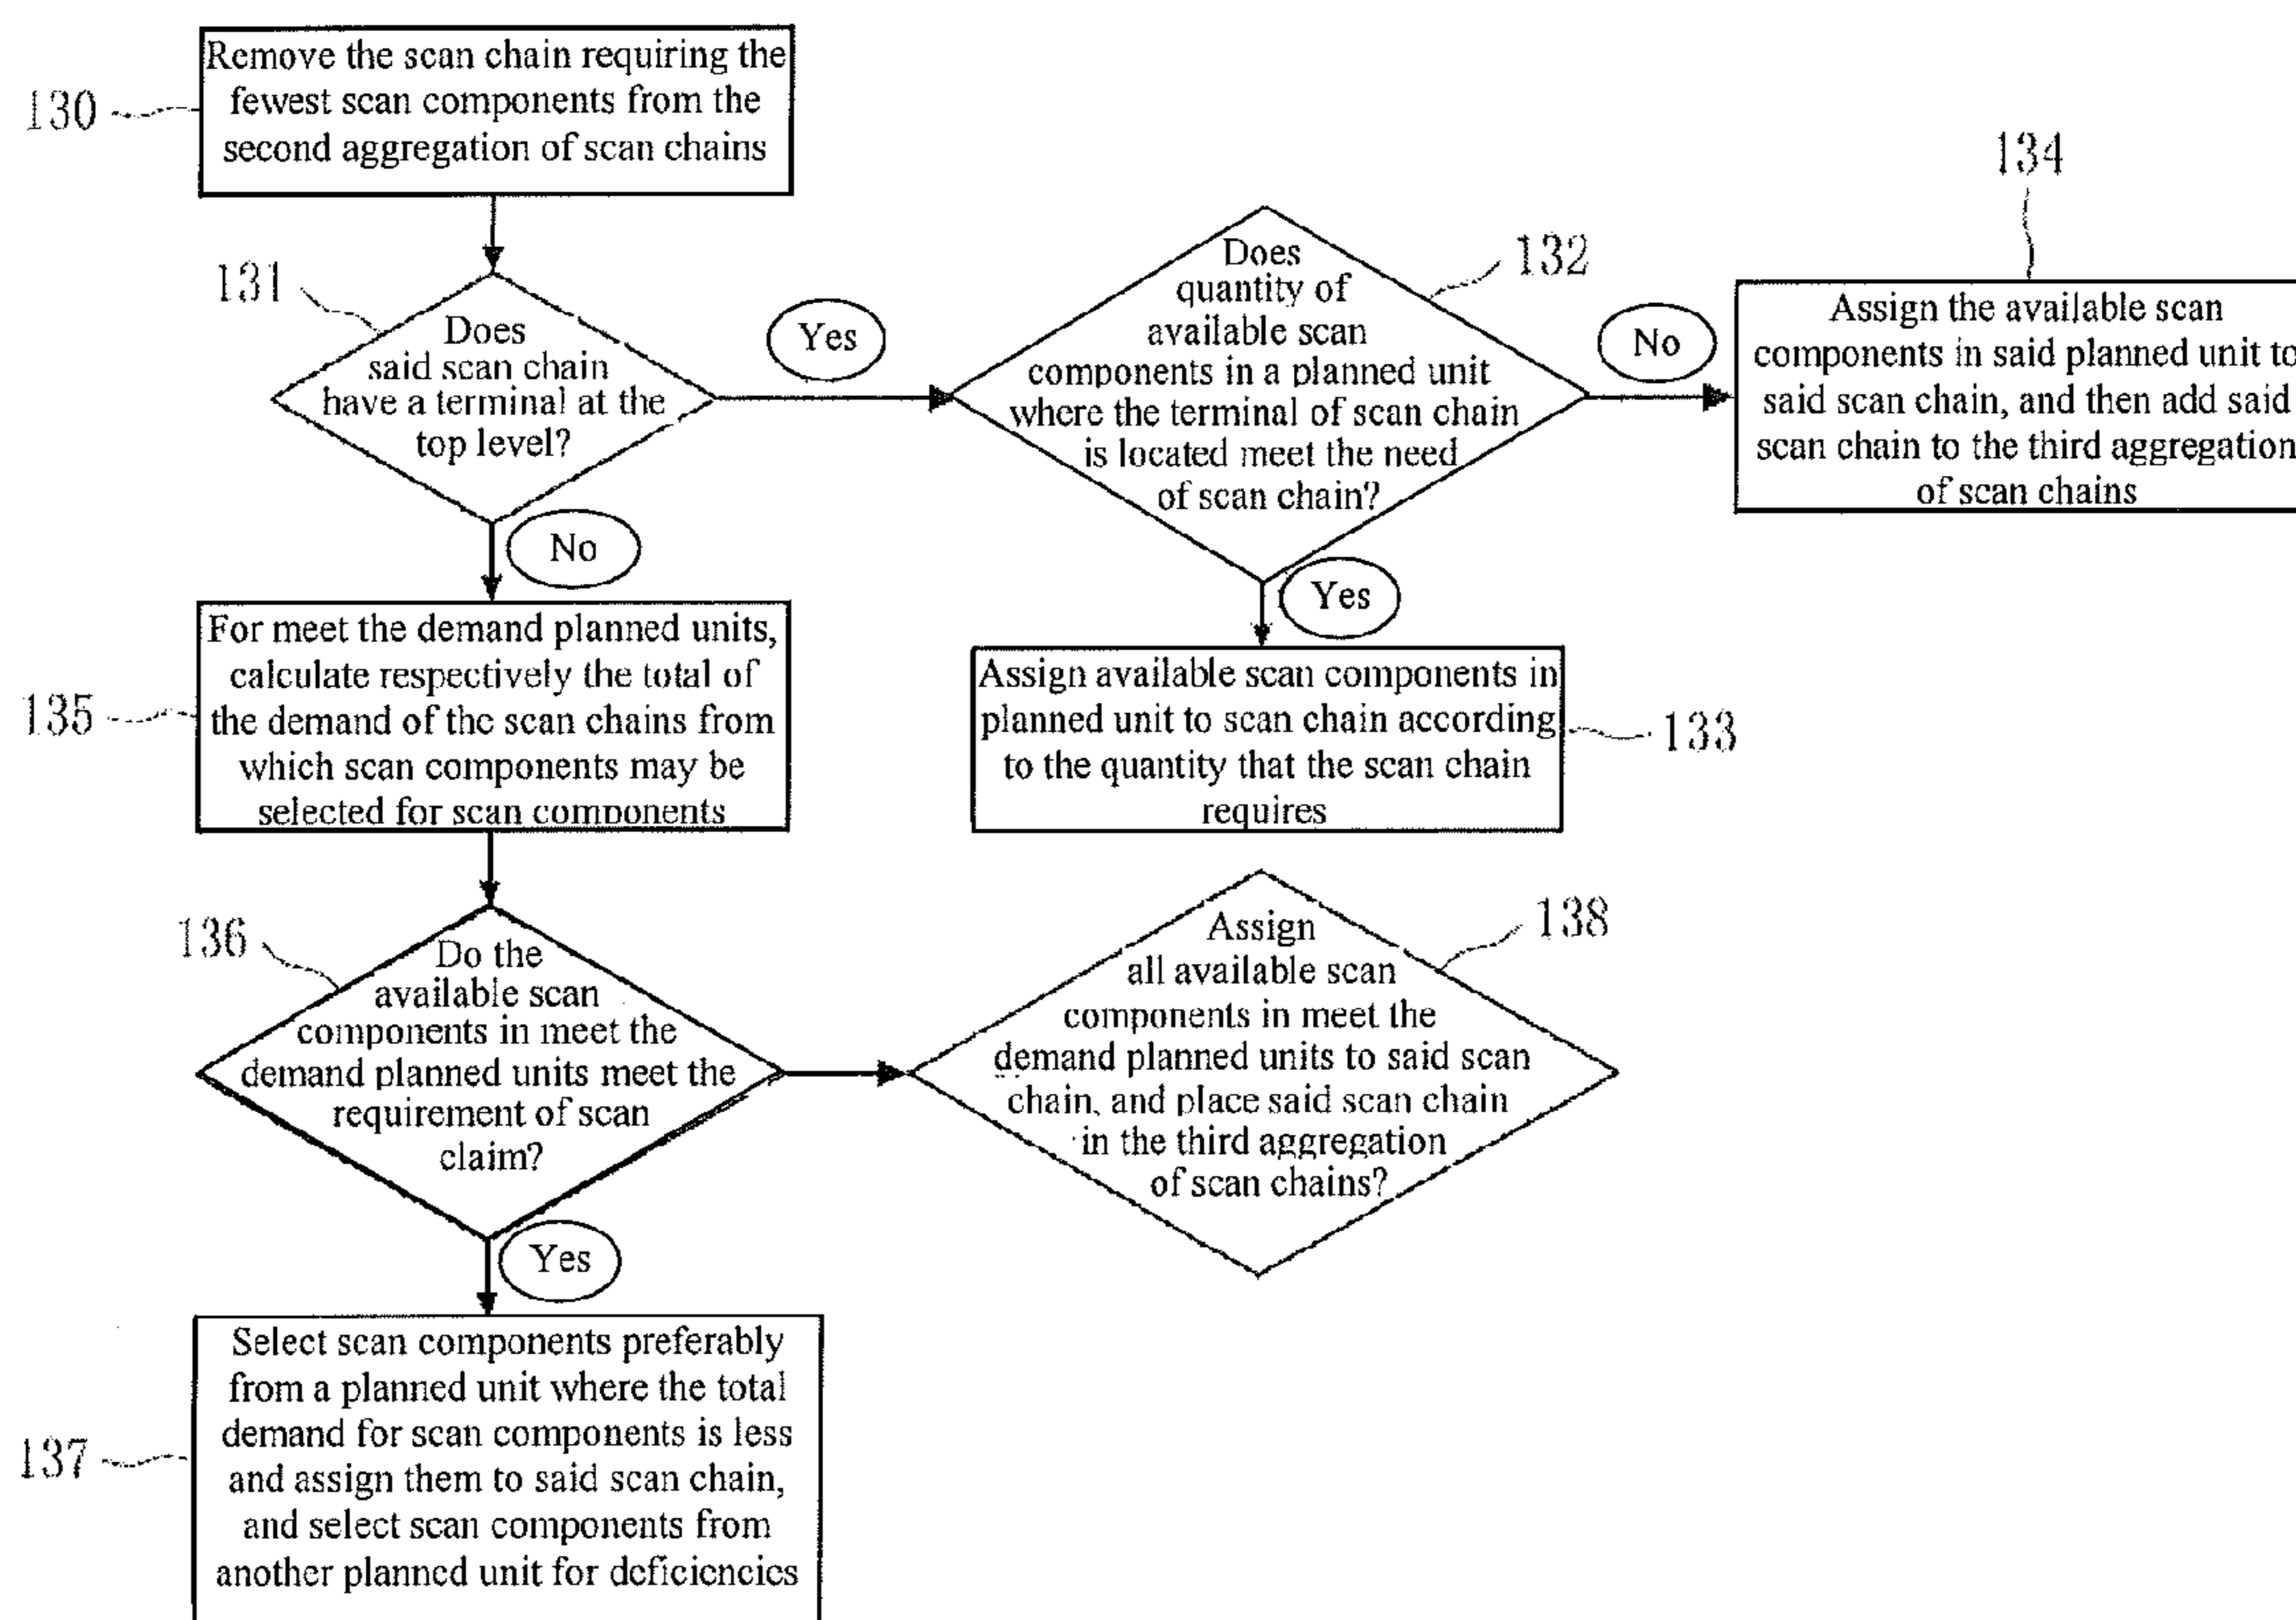 130
Remove the scan chain requiring the
fewest scan components from the
second aggregation of scan chains
131
Does
said scan chain
have a terminal at the
top level?
Yes
No
132
Does
quantity of
available scan
components in a planned unit
where the terminal of scan chain
is located meet the need
of scan chain?
No
Yes
134
Assign the available scan
components in said planned unit to
said scan chain, and then add said
scan chain to the third aggregation
of scan chains
133
Assign available scan components in
planned unit to scan chain according
to the quantity that the scan chain
requires
135
For meet the demand planned units,
calculate respectively the total of
the demand of the scan chains from
which scan components may be
selected for scan components
136
Do the
available scan
components in meet the
demand planned units meet the
requirement of scan
claim?
Yes
138
Assign
all available scan
components in meet the
demand planned units to said scan
chain, and place said scan chain
in the third aggregation
of scan chains?
137
Select scan components preferably
from a planned unit where the total
demand for scan components is less
and assign them to said scan chain,
and select scan components from
another planned unit for deficiencies